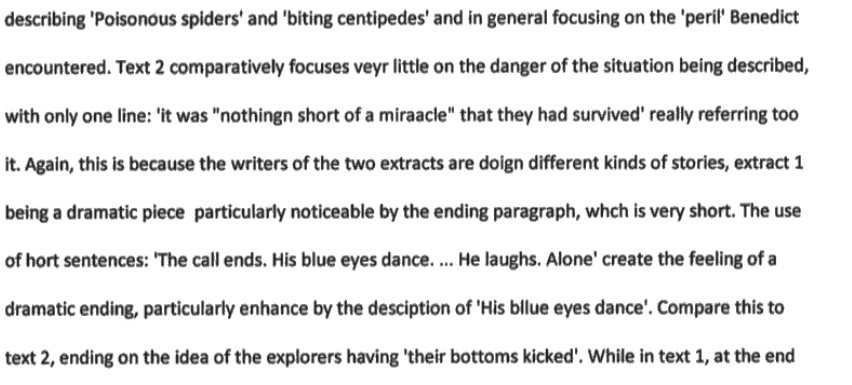 describing 'Poisonous spiders' and 'biting centipedes' and in general focusing on the 'peril' Benedict
encountered. Text 2 comparatively focuses veyr little on the danger of the situation being described,
with only one line: 'it was "nothingn short of a miraacle" that they had survived' really referring too
it. Again, this is because the writers of the two extracts are doign different kinds of stories, extract 1
being a dramatic piece  particularly noticeable by the ending paragraph, whch is very short. The use
of hort sentences: 'The call ends. His blue eyes dance. ... He laughs. Alone' create the feeling of a
dramatic ending, particularly enhance by the desciption of 'His bllue eyes dance'. Compare this to
text 2, ending on the idea of the explorers having 'their bottoms kicked'. While in text 1, at the end